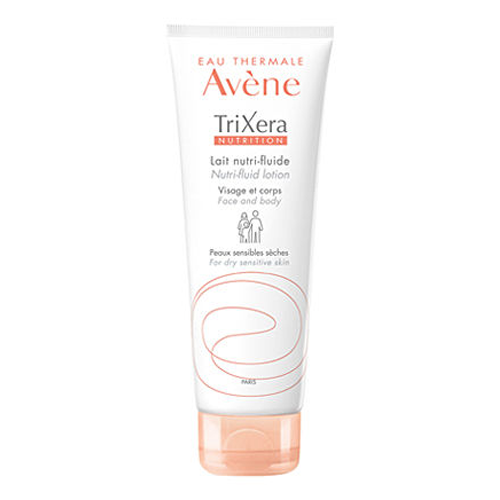 EAU THERMALE
Avène
TriXera
NUTRITION
Lait nutri-fluide
Nutri-fluid lotion
Visage et corps
Face and body
Peaux sensibles sèches
For dry sensitive skin
PARIS